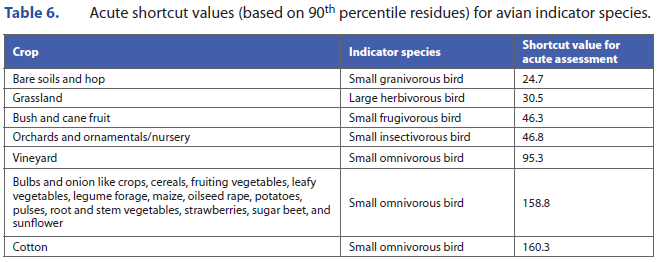 Table 6. Acute shortcut values (based on 90th percentile residues) for avian indicator species.
Crop Indicator species Shortcut value for
acute assessment
Bare soils and hop Small granivorous bird 24.7
Grassland Large herbivorous bird 30.5
Bush and cane fruit Small frugivorous bird 46.3
Orchards and ornamentals/nursery Small insectivorous bird 46.8
Vineyard Small omnivorous bird 95.3
Bulbs and onion like crops, cereals, fruiting vegetables, leafy
vegetables, legume forage, maize, oilseed rape, potatoes,
pulses, root and stem vegetables, strawberries, sugar beet, and
sunflower
Small omnivorous bird 158.8
Cotton Small omnivorous bird 160.3